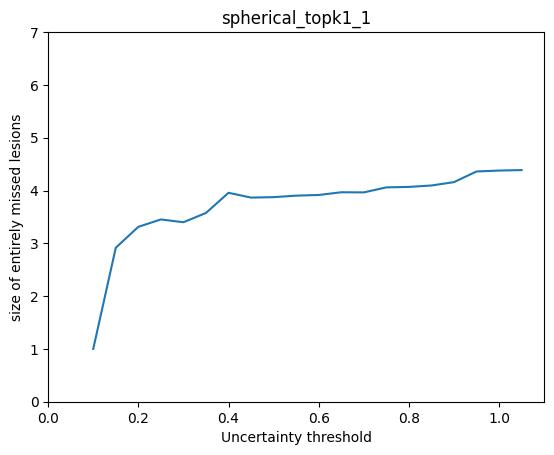 spherical_topk1_1
7
6
5
4
3
2
1
0
size of entirely missed lesions
0.0 0.2 0.4 0.6 0.8 1.0
Uncertainty threshold